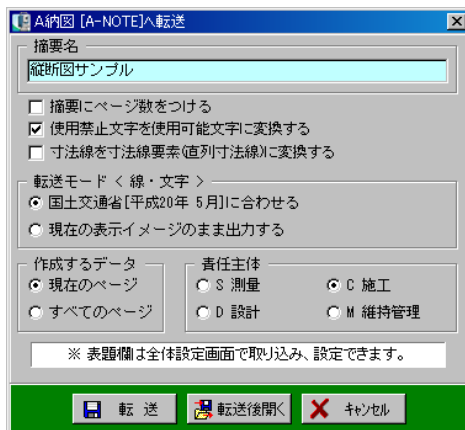 A納図 [A-NOTE]へ転送
摘要名
縦断図サンプル
摘要にページ数をつける
使用禁止文字を使用可能文字に変換する
寸法線を寸法線要素(直列寸法線)に変換する
転送モード < 線・文字 >
国土交通省[平成20年 5月]に合わせる
現在の表示イメージのまま出力する
作成するデータ
現在のページ
すべてのページ
責任主体
S 測量
C 施工
D 設計
M 維持管理
※ 表題欄は全体設定画面で取り込み、設定できます。
転 送
転送後開く
キャンセル